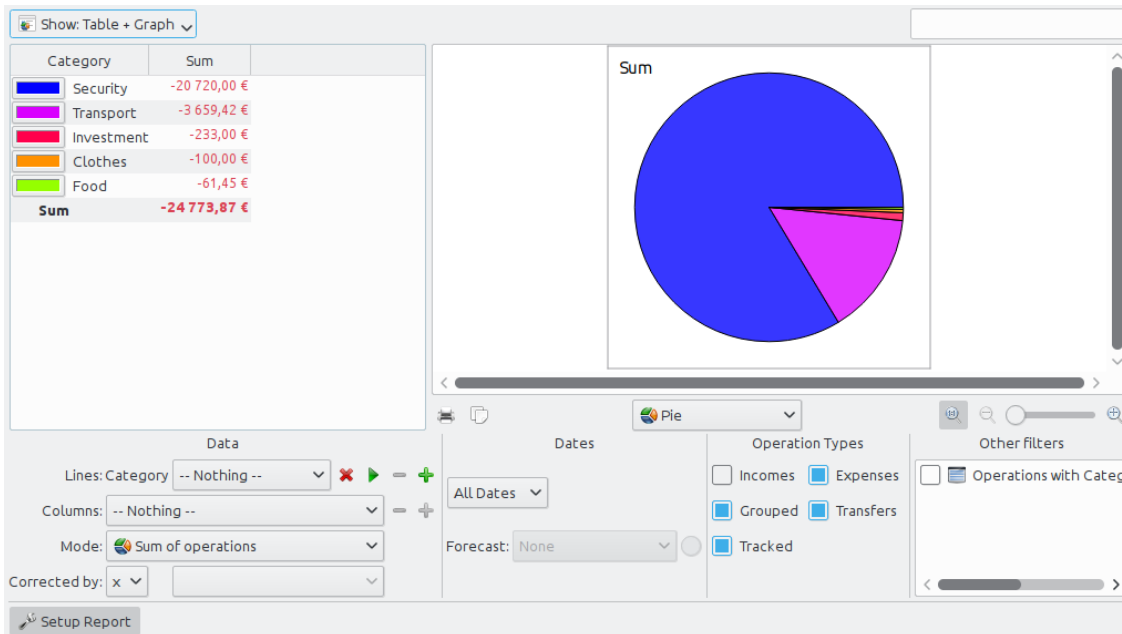 Show: Table + Graph
Category Sum
Security -20 720,00 €
Transport -3 659,42 €
Investment -233,00 €
Clothes -100,00 €
Food -61,45 €
Sum -24 773,87 €
Sum
Pie
Data
Lines: Category -- Nothing --
Columns: -- Nothing --
Mode: Sum of operations
Corrected by: x
Dates
All Dates
Forecast: None
Operation Types
Incomes Expenses
Grouped Transfers
Tracked
Other filters
Operations with Categ
Setup Report